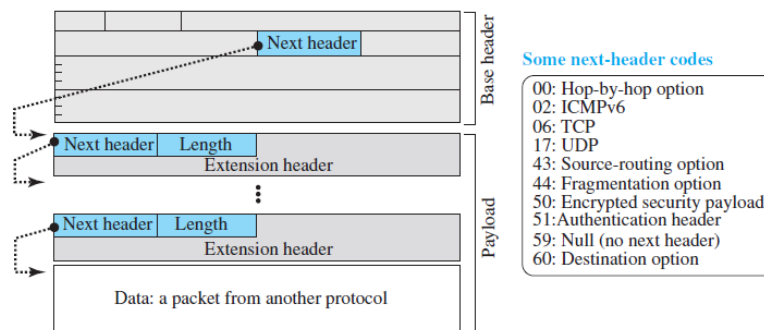 Next header
Base header
Next header Length
Extension header
Next header Length
Extension header
Payload
Data: a packet from another protocol
Some next-header codes
00: Hop-by-hop option
02: ICMPv6
06: TCP
17: UDP
43: Source-routing option
44: Fragmentation option
50: Encrypted security payload
51:Authentication header
59: Null (no next header)
60: Destination option